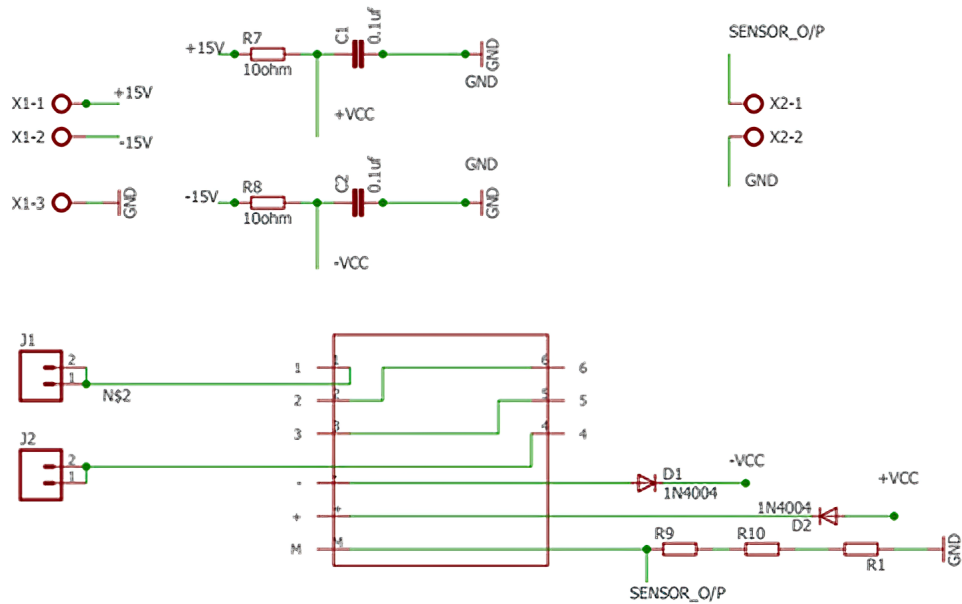 SENSOR_O/P
+15V
R7
10ohm
C1
0.1uf
GND
GND
+VCC
X1-1
+15V
X1-2
-15V
X2-1
X2-2
GND
X1-3
GND
-15V
R8
10ohm
C2
0.1uf
GND
GND
-VCC
J1
2
1
N$2
J2
2
1
1
1
6
6
2
2
5
5
3
3
4
4
-
-
D1
1N4004
-VCC
+
+
1N4004
D2
+VCC
M
M
R9
R10
R1
GND
SENSOR_O/P